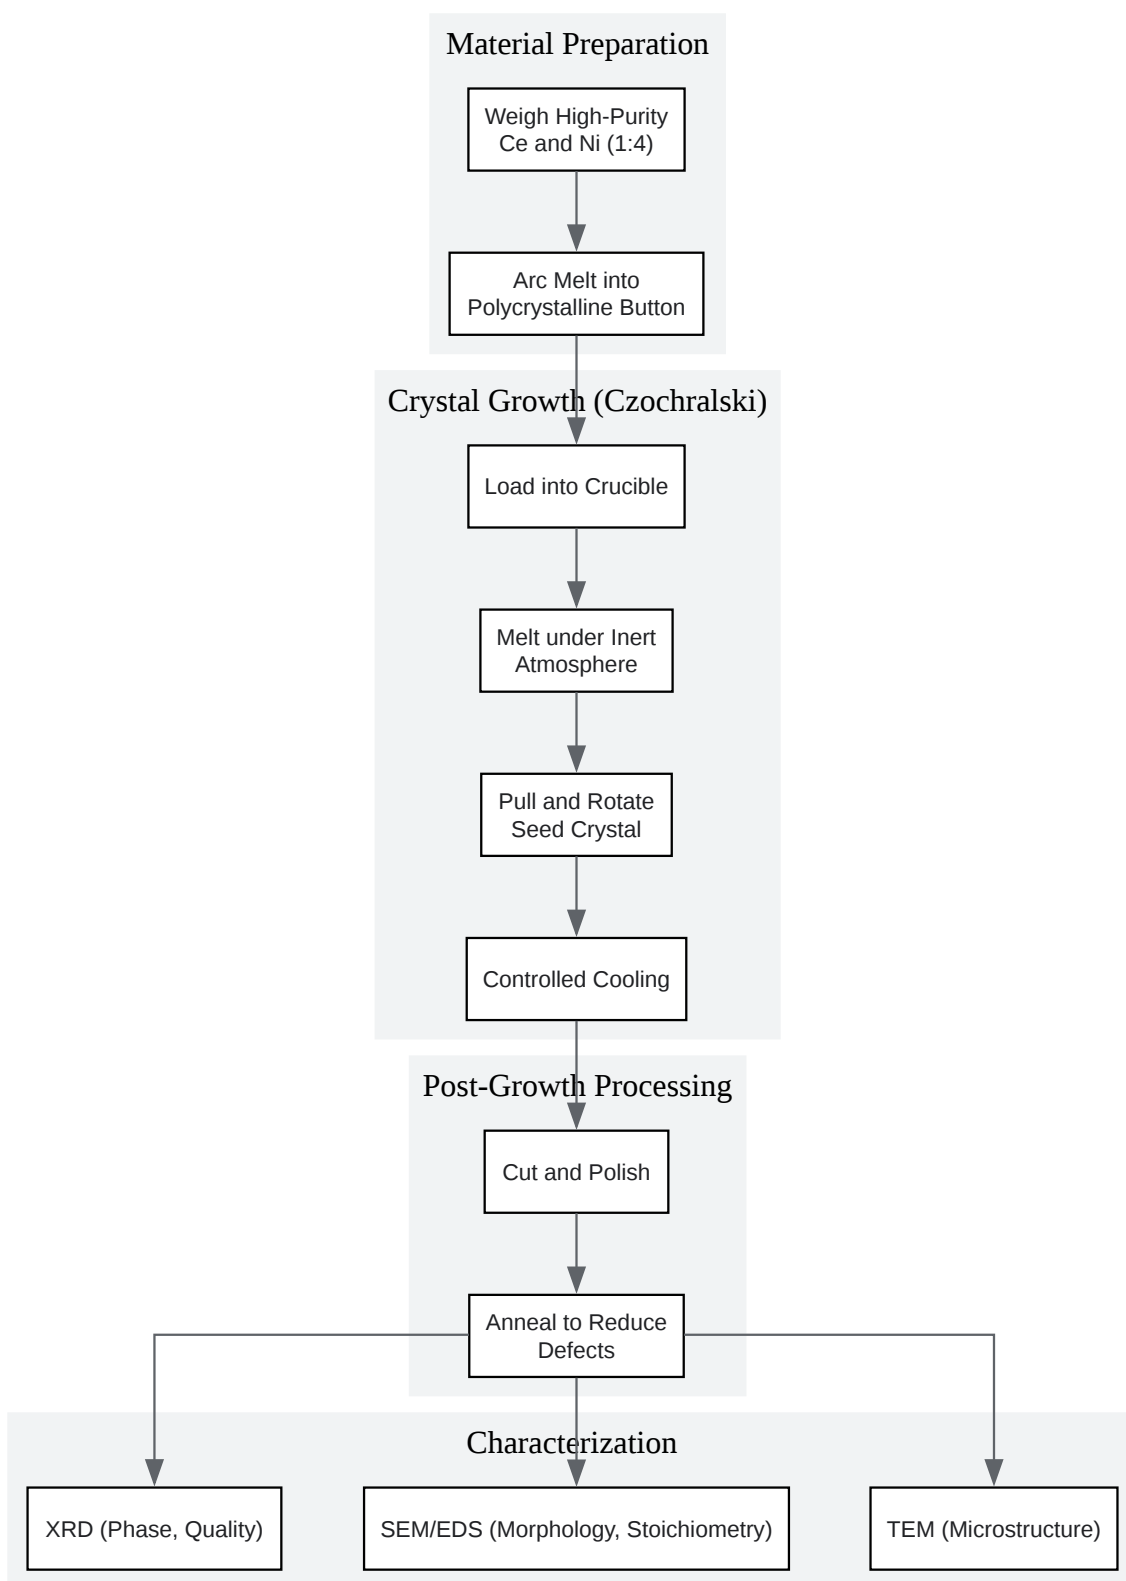 Material Preparation
Weigh High-Purity
Ce and Ni (1:4)
Arc Melt into
Polycrystalline Button
Crystal Growth (Czochralski)
Load into Crucible
Melt under Inert
Atmosphere
Pull and Rotate
Seed Crystal
Controlled Cooling
Post-Growth Processing
Cut and Polish
Anneal to Reduce
Defects
Characterization
XRD (Phase, Quality)
SEM/EDS (Morphology, Stoichiometry)
TEM (Microstructure)